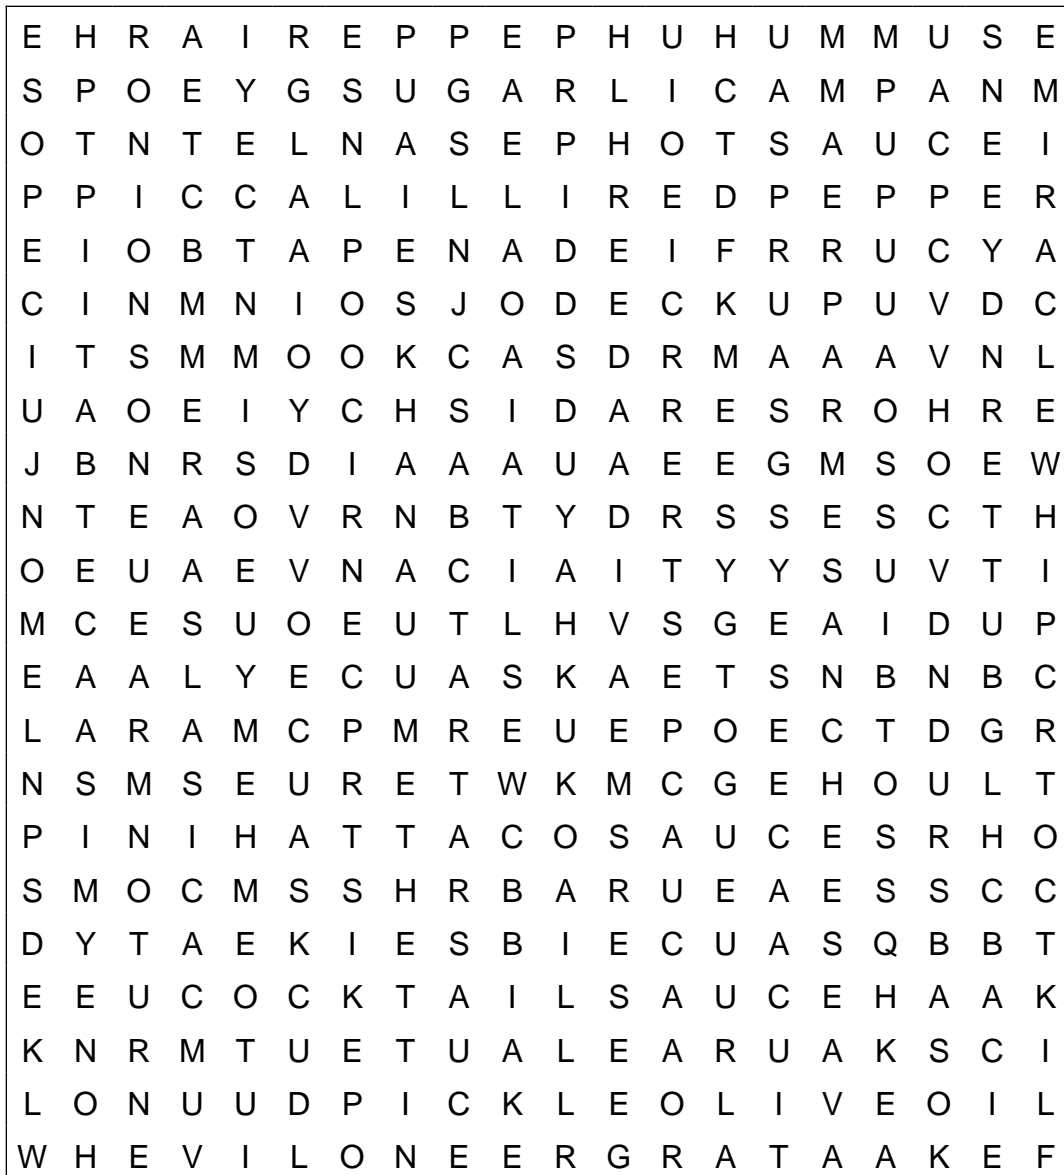 E H R A I R E P P E P H U H U M M U S E
S P O E Y G S U G A R L I C A M P A N M
O T N T E L N A S E P H O T S A U C E I
P P I C C A L I L L I R E D P E P P E R
E I O B T A P E N A D E I F R R U C Y A
C I N M N I O S J O D E C K U P U V D C
I T S M M O O K C A S D R M A A A V N L
U A O E I Y C H S I D A R E S R O H R E
J B N R S D I A A A U A E E G M S O E W
N T E A O V R N B T Y D R S S E S C T H
O E U A E V N A C I A I T Y Y S U V T I
M C E S U O E U T L H V S G E A I D U P
E A A L Y E C U A S K A E T S N B N B C
L A R A M C P M R E U E P O E C T D G R
N S M S E U R E T W K M C G E H O U L T
P I N I H A T T A C O S A U C E S R H O
S M O C M S S H R B A R U E A E S S C C
D Y T A E K I E S B I E C U A S Q B B T
E E U C O C K T A I L S A U C E H A A K
K N R M T U E T U A L E A R U A K S C I
L O N U U D P I C K L E O L I V E O I L
W H E V I L O N E E R G R A T A A K E F